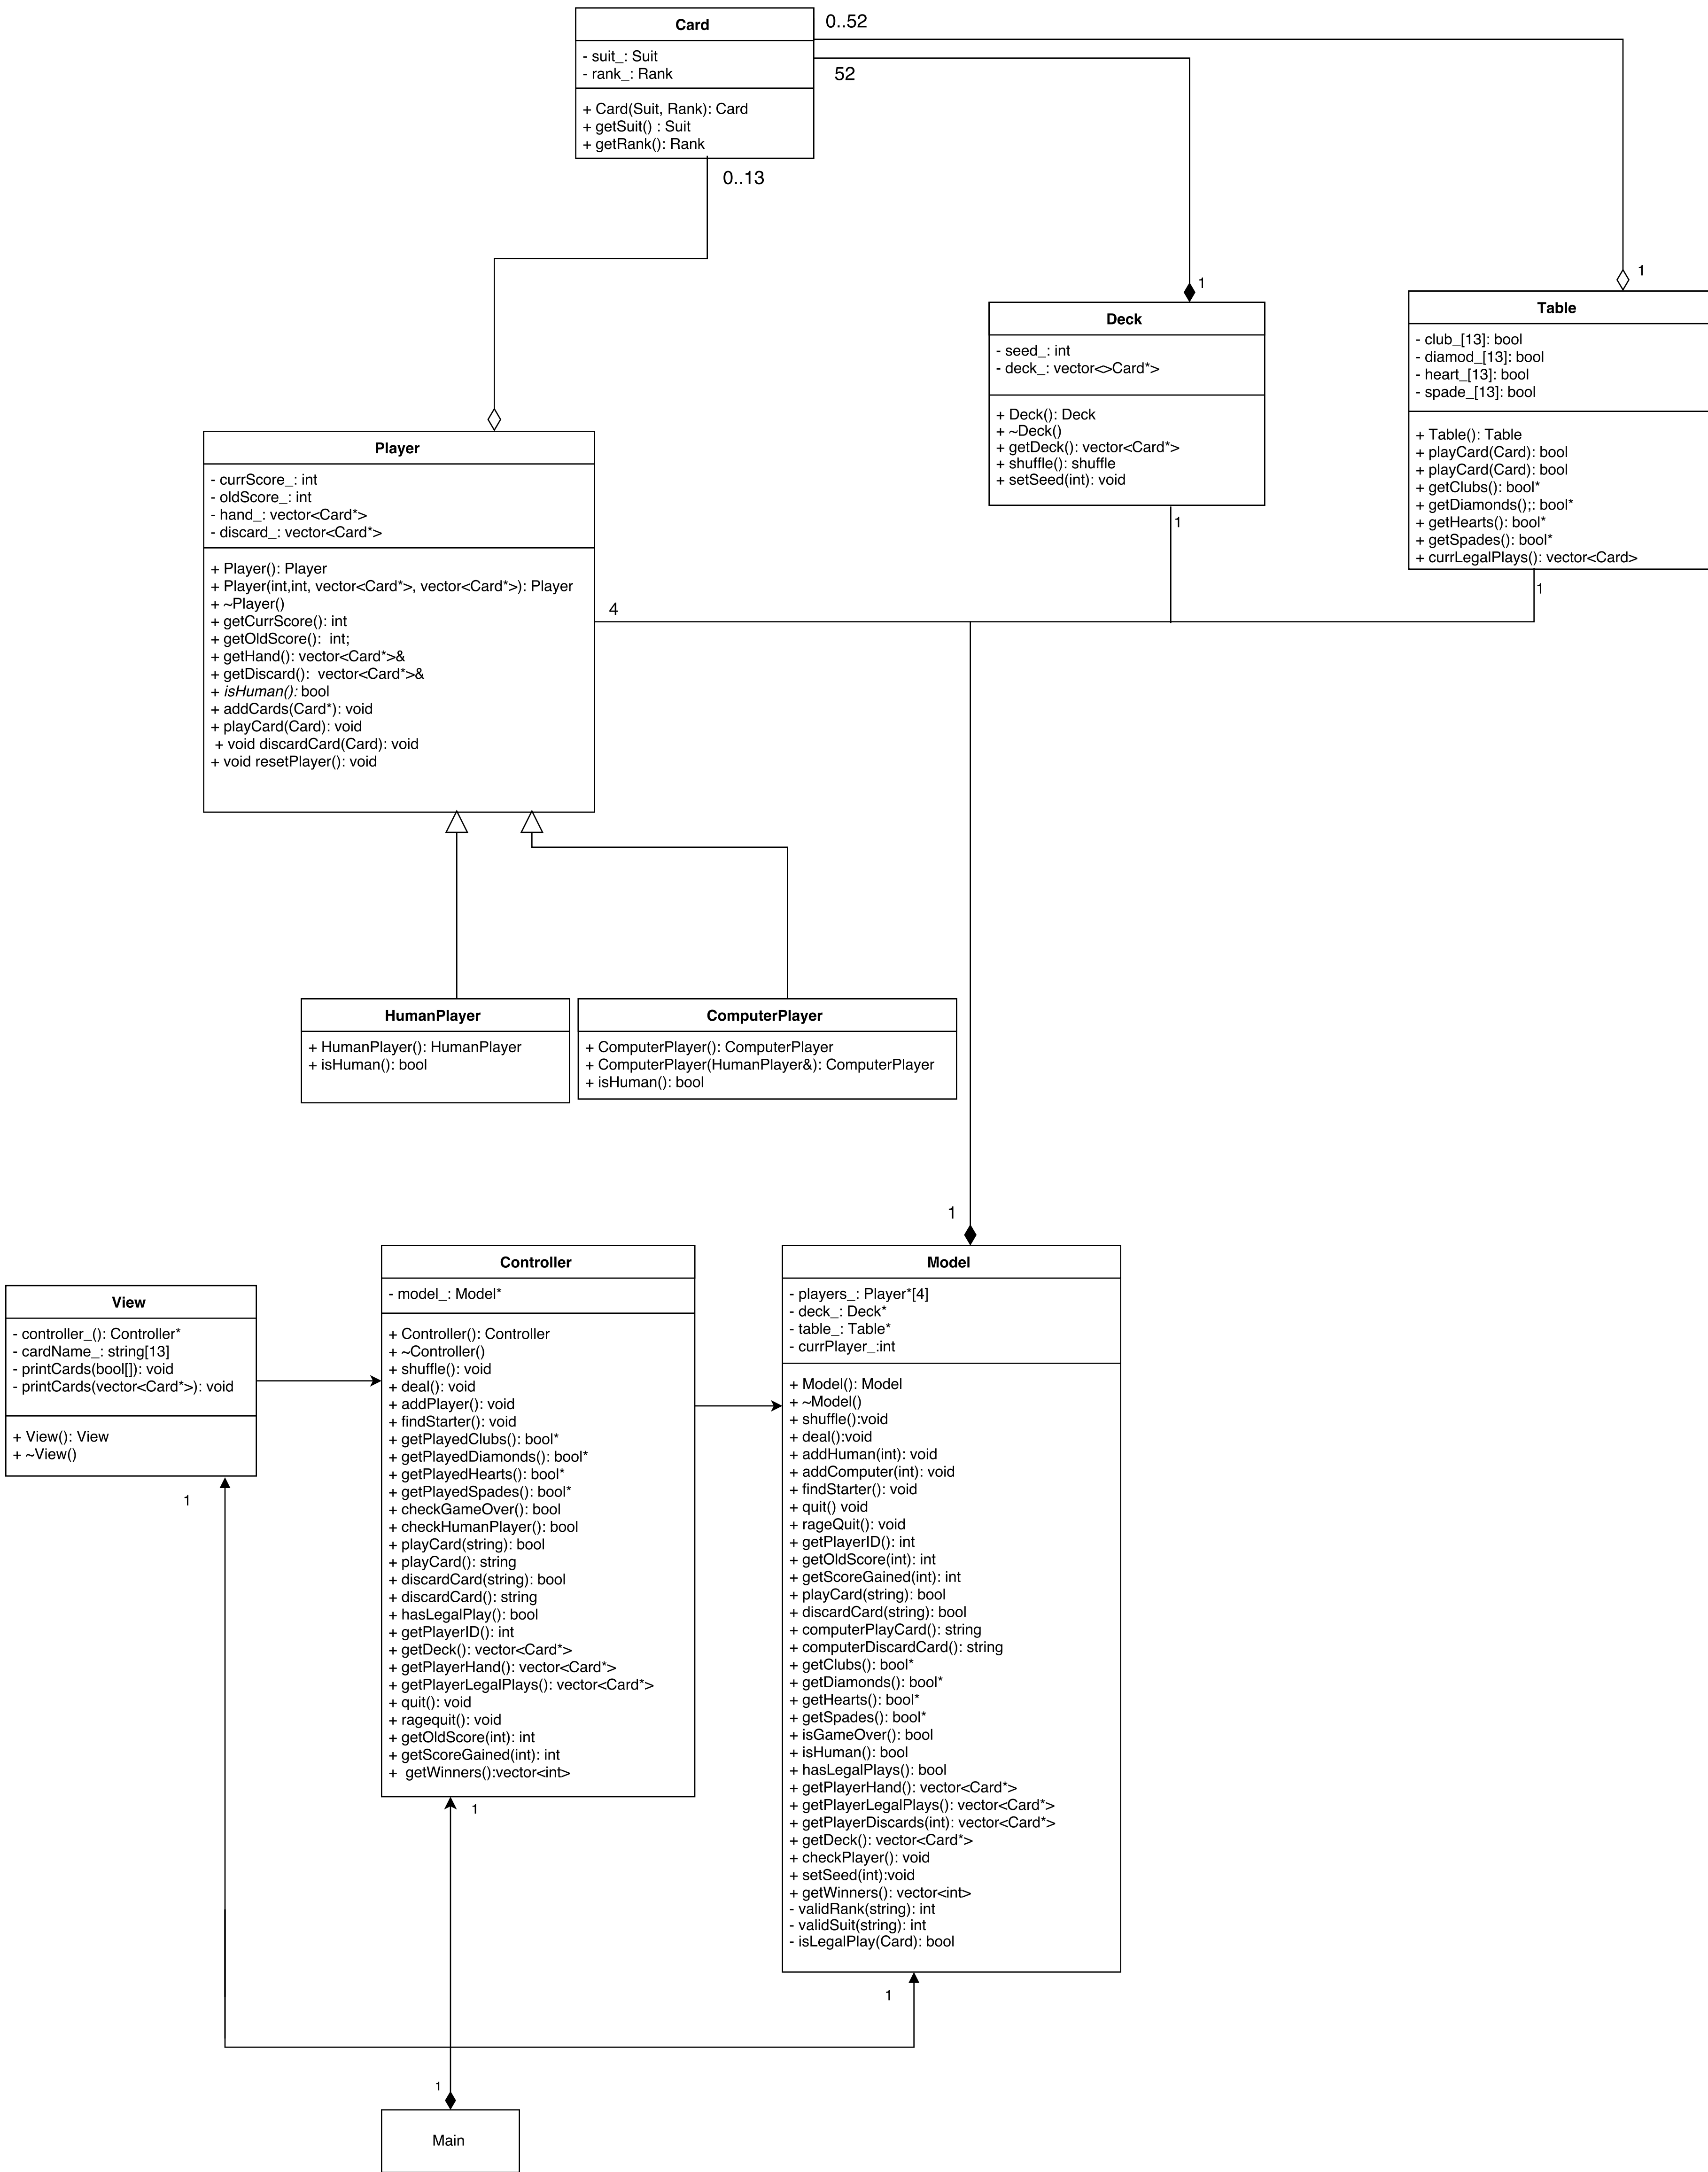 Card
- suit_: Suit
- rank_: Rank
+ Card(Suit, Rank): Card
+ getSuit() : Suit
+ getRank(): Rank
0..52
52
0..13
1
1
Deck
- seed_: int
- deck_: vector<>Card*>
+ Deck(): Deck
+ ~Deck()
+ getDeck(): vector<Card*>
+ shuffle(): shuffle
+ setSeed(int): void
1
Table
- club_[13]: bool
- diamod_[13]: bool
- heart_[13]: bool
- spade_[13]: bool
+ Table(): Table
+ playCard(Card): bool
+ playCard(Card): bool
+ getClubs(): bool*
+ getDiamonds();: bool*
+ getHearts(): bool*
+ getSpades(): bool*
+ currLegalPlays(): vector<Card>
1
Player
- currScore_: int
- oldScore_: int
- hand_: vector<Card*>
- discard_: vector<Card*>
+ Player(): Player
+ Player(int,int, vector<Card*>, vector<Card*>): Player
+ ~Player()
+ getCurrScore(): int
+ getOldScore():  int;
+ getHand(): vector<Card*>&
+ getDiscard():  vector<Card*>&
+ isHuman(): bool
+ addCards(Card*): void
+ playCard(Card): void
+ void discardCard(Card): void
+ void resetPlayer(): void
4
HumanPlayer
+ HumanPlayer(): HumanPlayer
+ isHuman(): bool
ComputerPlayer
+ ComputerPlayer(): ComputerPlayer
+ ComputerPlayer(HumanPlayer&): ComputerPlayer
+ isHuman(): bool
1
View
- controller_(): Controller*
- cardName_: string[13]
- printCards(bool[]): void
- printCards(vector<Card*>): void
+ View(): View
+ ~View()
1
Controller
- model_: Model*
+ Controller(): Controller
+ ~Controller()
+ shuffle(): void
+ deal(): void
+ addPlayer(): void
+ findStarter(): void
+ getPlayedClubs(): bool*
+ getPlayedDiamonds(): bool*
+ getPlayedHearts(): bool*
+ getPlayedSpades(): bool*
+ checkGameOver(): bool
+ checkHumanPlayer(): bool
+ playCard(string): bool
+ playCard(): string
+ discardCard(string): bool
+ discardCard(): string
+ hasLegalPlay(): bool
+ getPlayerID(): int
+ getDeck(): vector<Card*>
+ getPlayerHand(): vector<Card*>
+ getPlayerLegalPlays(): vector<Card*>
+ quit(): void
+ ragequit(): void
+ getOldScore(int): int
+ getScoreGained(int): int
+  getWinners():vector<int>
1
Model
- players_: Player*[4]
- deck_: Deck*
- table_: Table*
- currPlayer_:int
+ Model(): Model
+ ~Model()
+ shuffle():void
+ deal():void
+ addHuman(int): void
+ addComputer(int): void
+ findStarter(): void
+ quit() void
+ rageQuit(): void
+ getPlayerID(): int
+ getOldScore(int): int
+ getScoreGained(int): int
+ playCard(string): bool
+ discardCard(string): bool
+ computerPlayCard(): string
+ computerDiscardCard(): string
+ getClubs(): bool*
+ getDiamonds(): bool*
+ getHearts(): bool*
+ getSpades(): bool*
+ isGameOver(): bool
+ isHuman(): bool
+ hasLegalPlays(): bool
+ getPlayerHand(): vector<Card*>
+ getPlayerLegalPlays(): vector<Card*>
+ getPlayerDiscards(int): vector<Card*>
+ getDeck(): vector<Card*>
+ checkPlayer(): void
+ setSeed(int):void
+ getWinners(): vector<int>
- validRank(string): int
- validSuit(string): int
- isLegalPlay(Card): bool
1
1
Main